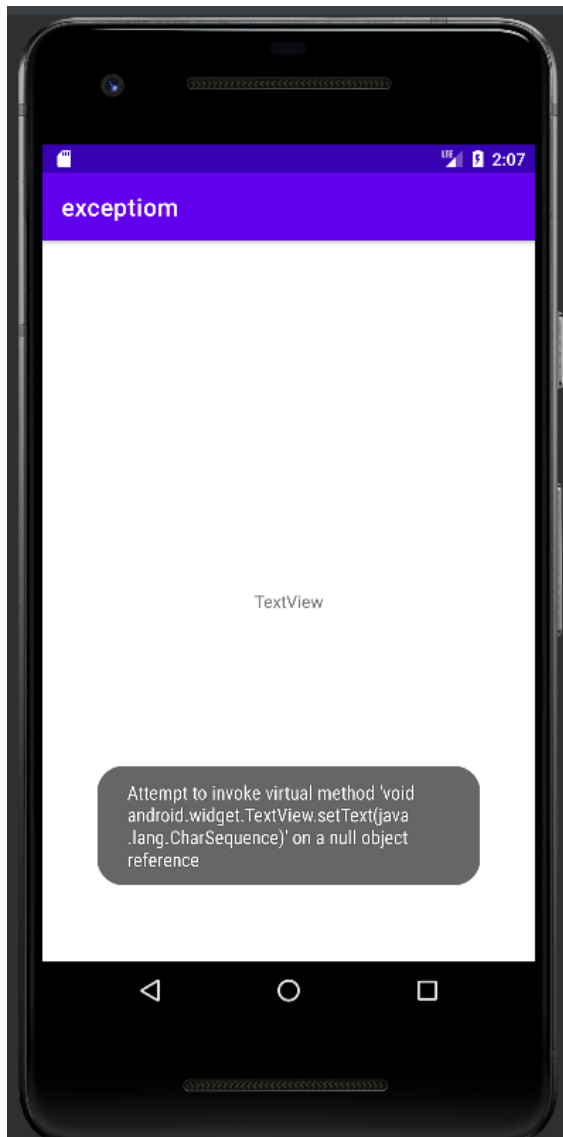 LTE 2:07
exceptiom
TextView
Attempt to invoke virtual method 'void
android.widget.TextView.setText(java
.lang.CharSequence)' on a null object
reference